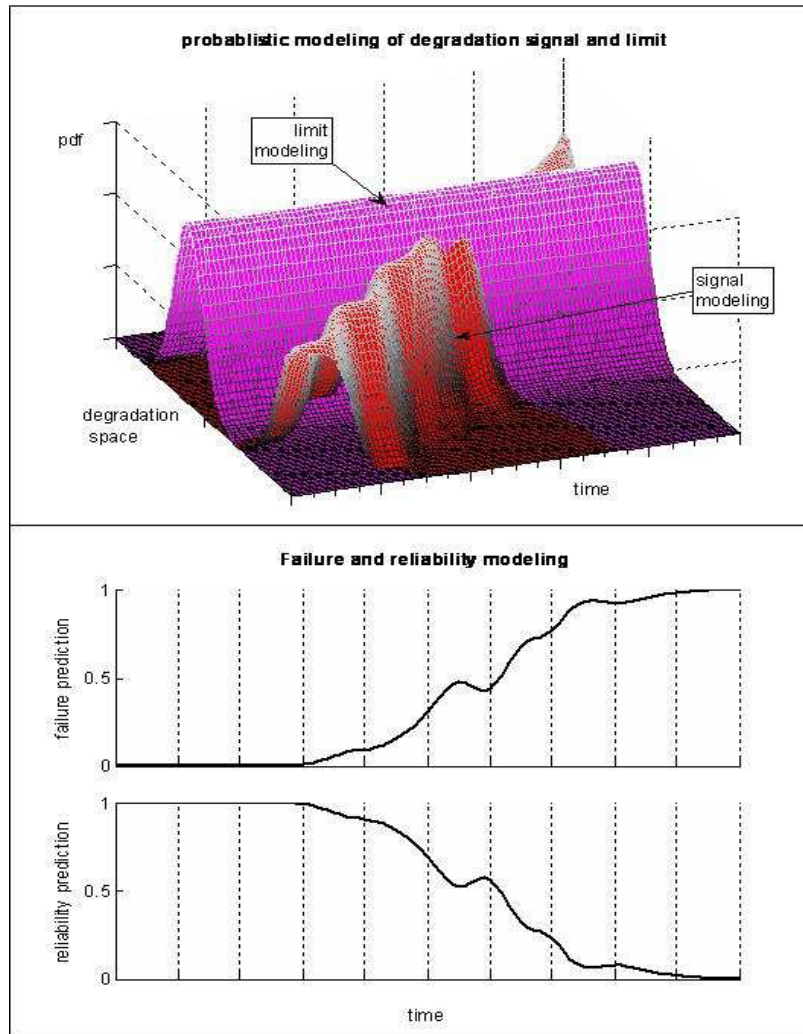 probablistic modeling of degradation signal and limit
pdf
limit
modeling
signal
modeling
degradation
space
time
Failure and reliability modeling
failure prediction
1
0.5
0
reliability prediction
1
0.5
0
time